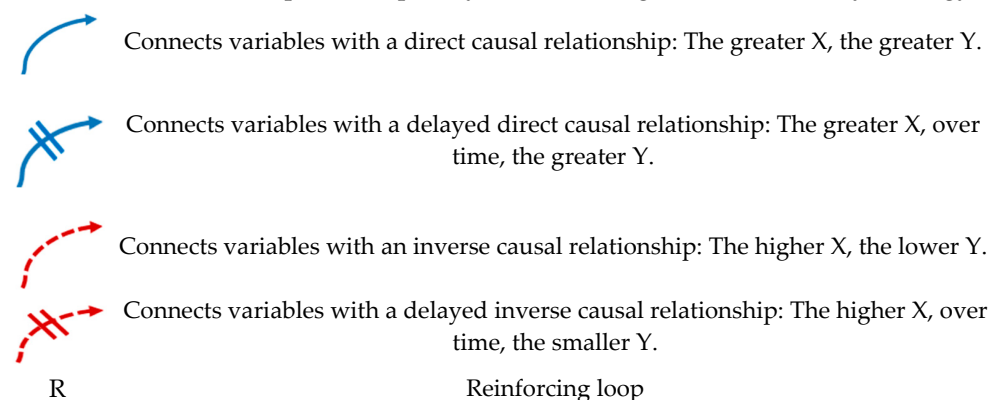 Connects variables with a direct causal relationship: The greater X, the greater Y.
Connects variables with a delayed direct causal relationship: The greater X, over
time, the greater Y.
Connects variables with an inverse causal relationship: The higher X, the lower Y.
Connects variables with a delayed inverse causal relationship: The higher X, over
time, the smaller Y.
R Reinforcing loop